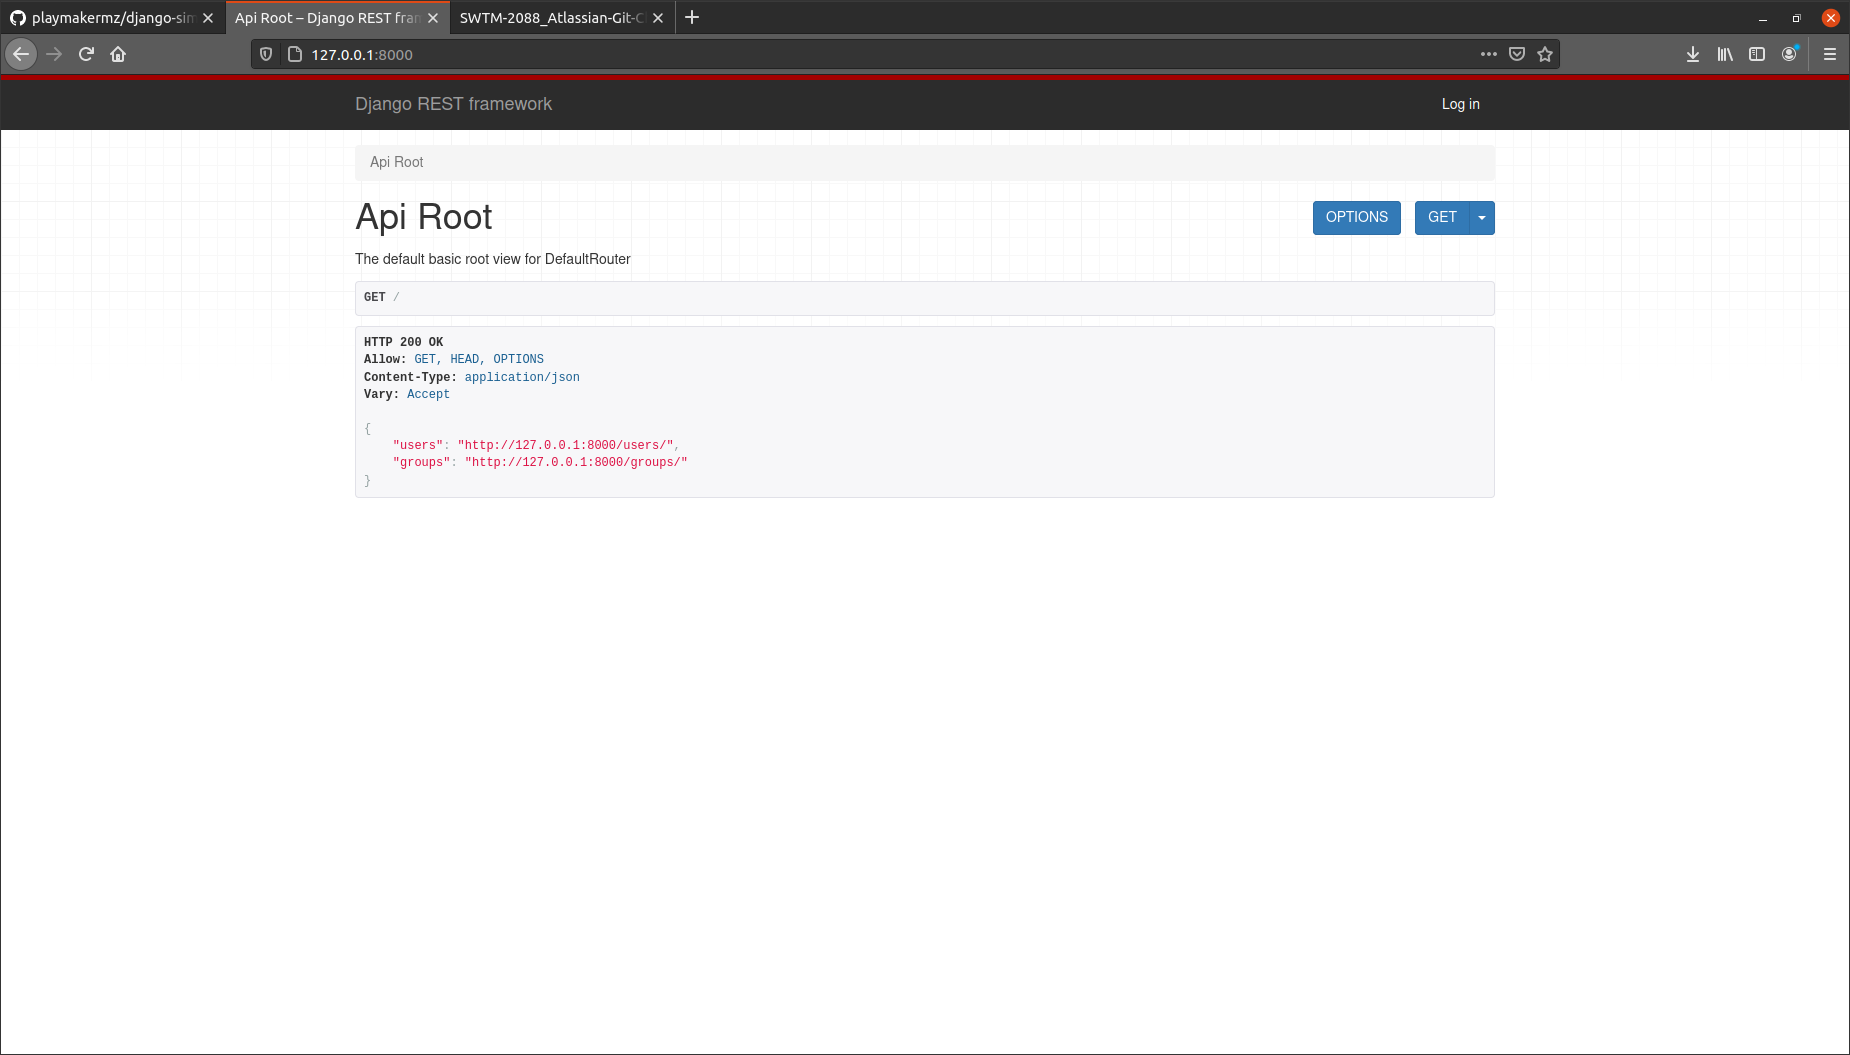 playmakermz/django-sim
Api Root – Django REST fran
SWTM-2088_Atlassian-Git-C
127.0.0.1:8000
Django REST framework
Log in
Api Root
Api Root
OPTIONS
GET
The default basic root view for DefaultRouter
GET /
HTTP 200 OK
Allow: GET, HEAD, OPTIONS
Content-Type: application/json
Vary: Accept
{
"users": "http://127.0.0.1:8000/users/",
"groups": "http://127.0.0.1:8000/groups/"
}